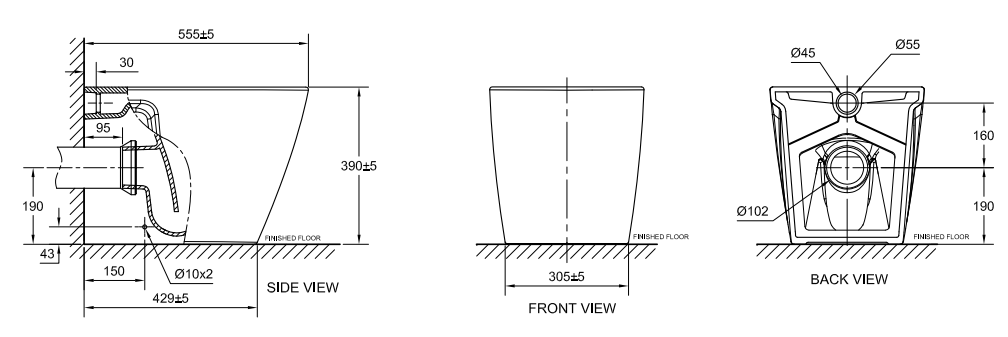 555±5
30
95
390±5
190
43
150
Ø10x2
429±5
FINISHED FLOOR
SIDE VIEW
305±5
FINISHED FLOOR
FRONT VIEW
Ø45
Ø55
160
190
Ø102
FINISHED FLOOR
BACK VIEW